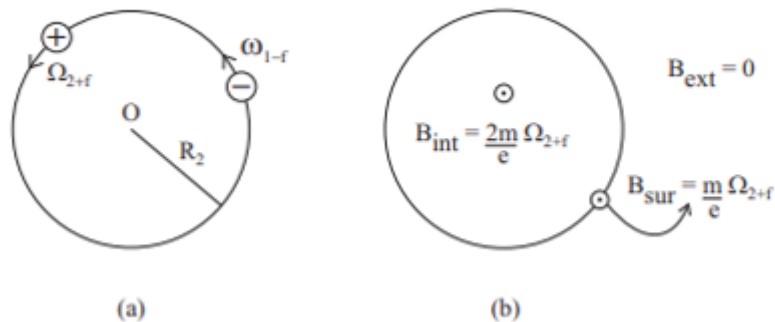 +
Ω2+f
ω1−f
−
O
R2
(a)
Bext = 0
Bint = 2m/e Ω2+f
Bsur = m/e Ω2+f
(b)